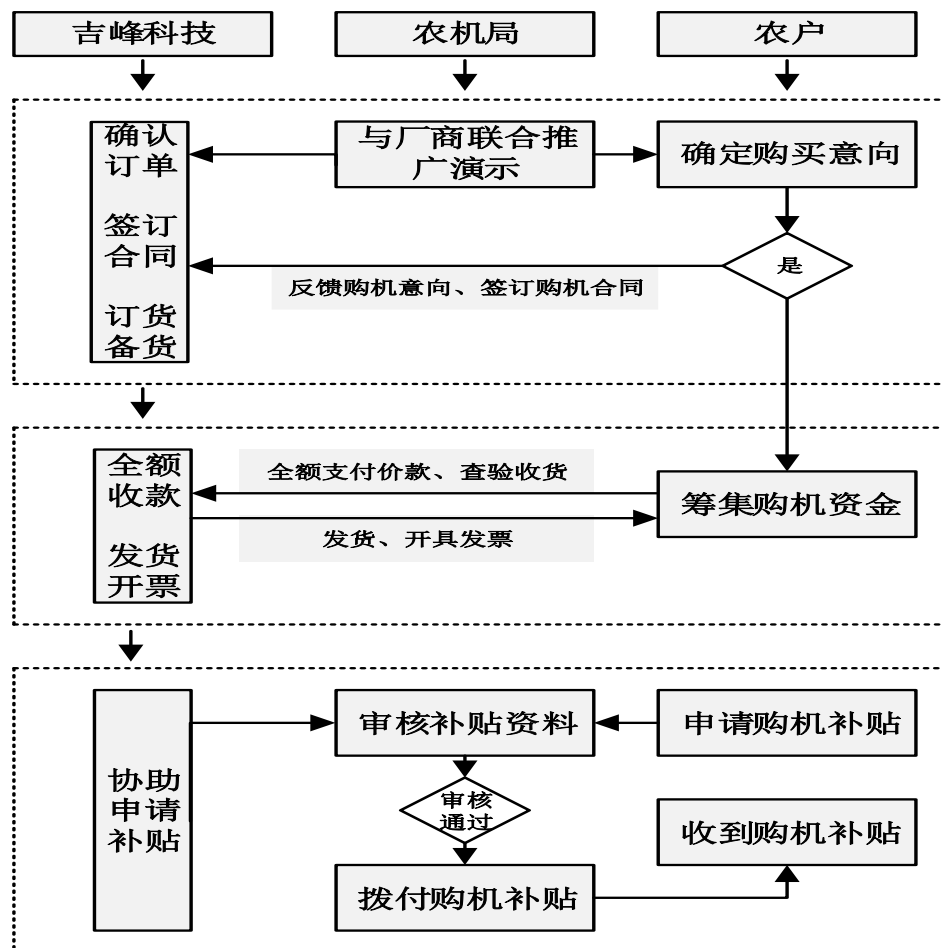 吉峰科技
农机局
农户
确认
订单
签订
合同
订货
备货
与厂商联合推
广演示
确定购买意向
是
反馈购机意向、签订购机合同
全额
收款
发货
开票
全额支付价款、查验收货
发货、开具发票
筹集购机资金
协助
申请
补贴
审核补贴资料
申请购机补贴
审核
通过
收到购机补贴
拨付购机补贴